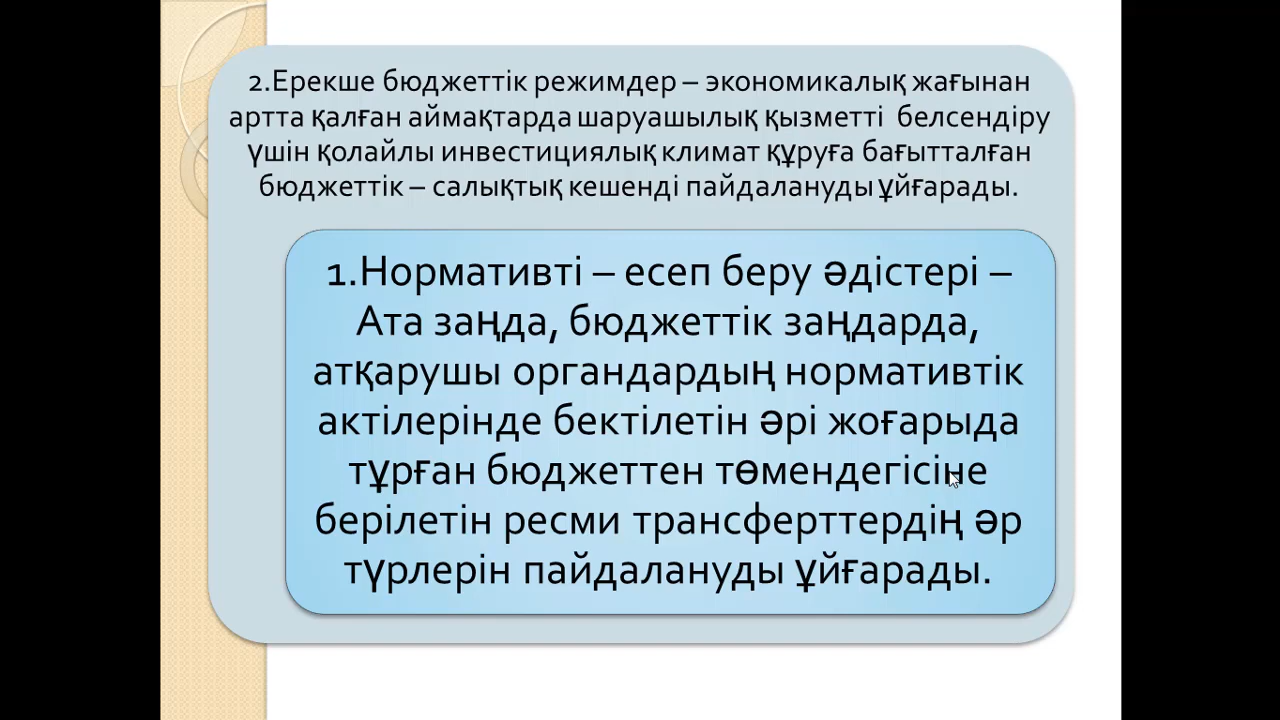 2.Ерекше бюджеттік режимдер – экономикалық жағынан
артта қалған аймақтарда шаруашылық қызметті белсендіру
үшін қолайлы инвестициялық климат құруға бағытталған
бюджеттік – салықтық кешенді пайдалануды ұйғарады.
1.Нормативті – есеп беру әдістері –
Ата заңда, бюджеттік заңдарда,
атқарушы органдардың нормативтік
актілерінде бектілетін әрі жоғарыда
тұрған бюджеттен төмендегісіне
берілетін ресми трансферттердің әр
түрлерін пайдалануды ұйғарады.